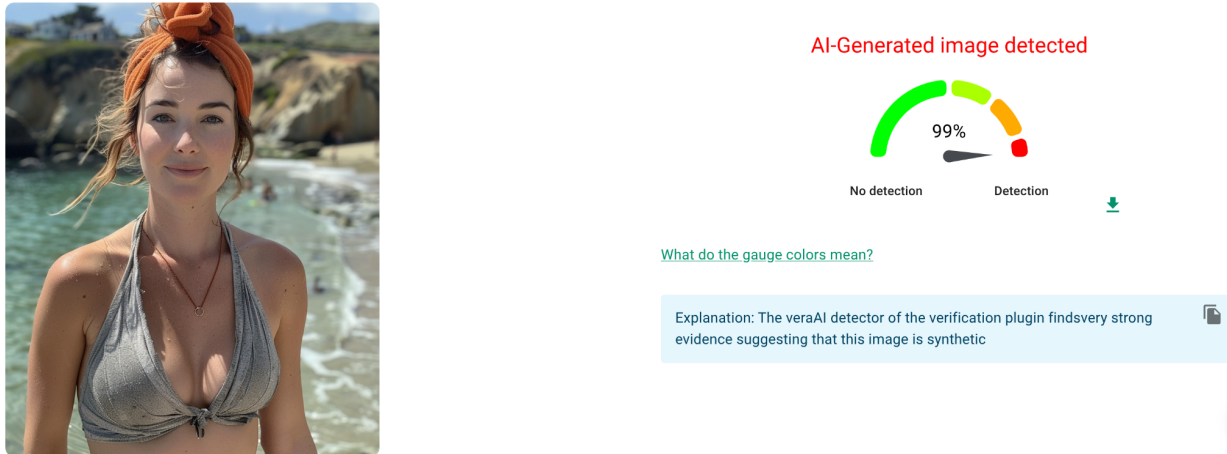 AI-Generated image detected
99%
No detection
Detection
What do the gauge colors mean?
Explanation: The veraAI detector of the verification plugin findsvery strong
evidence suggesting that this image is synthetic